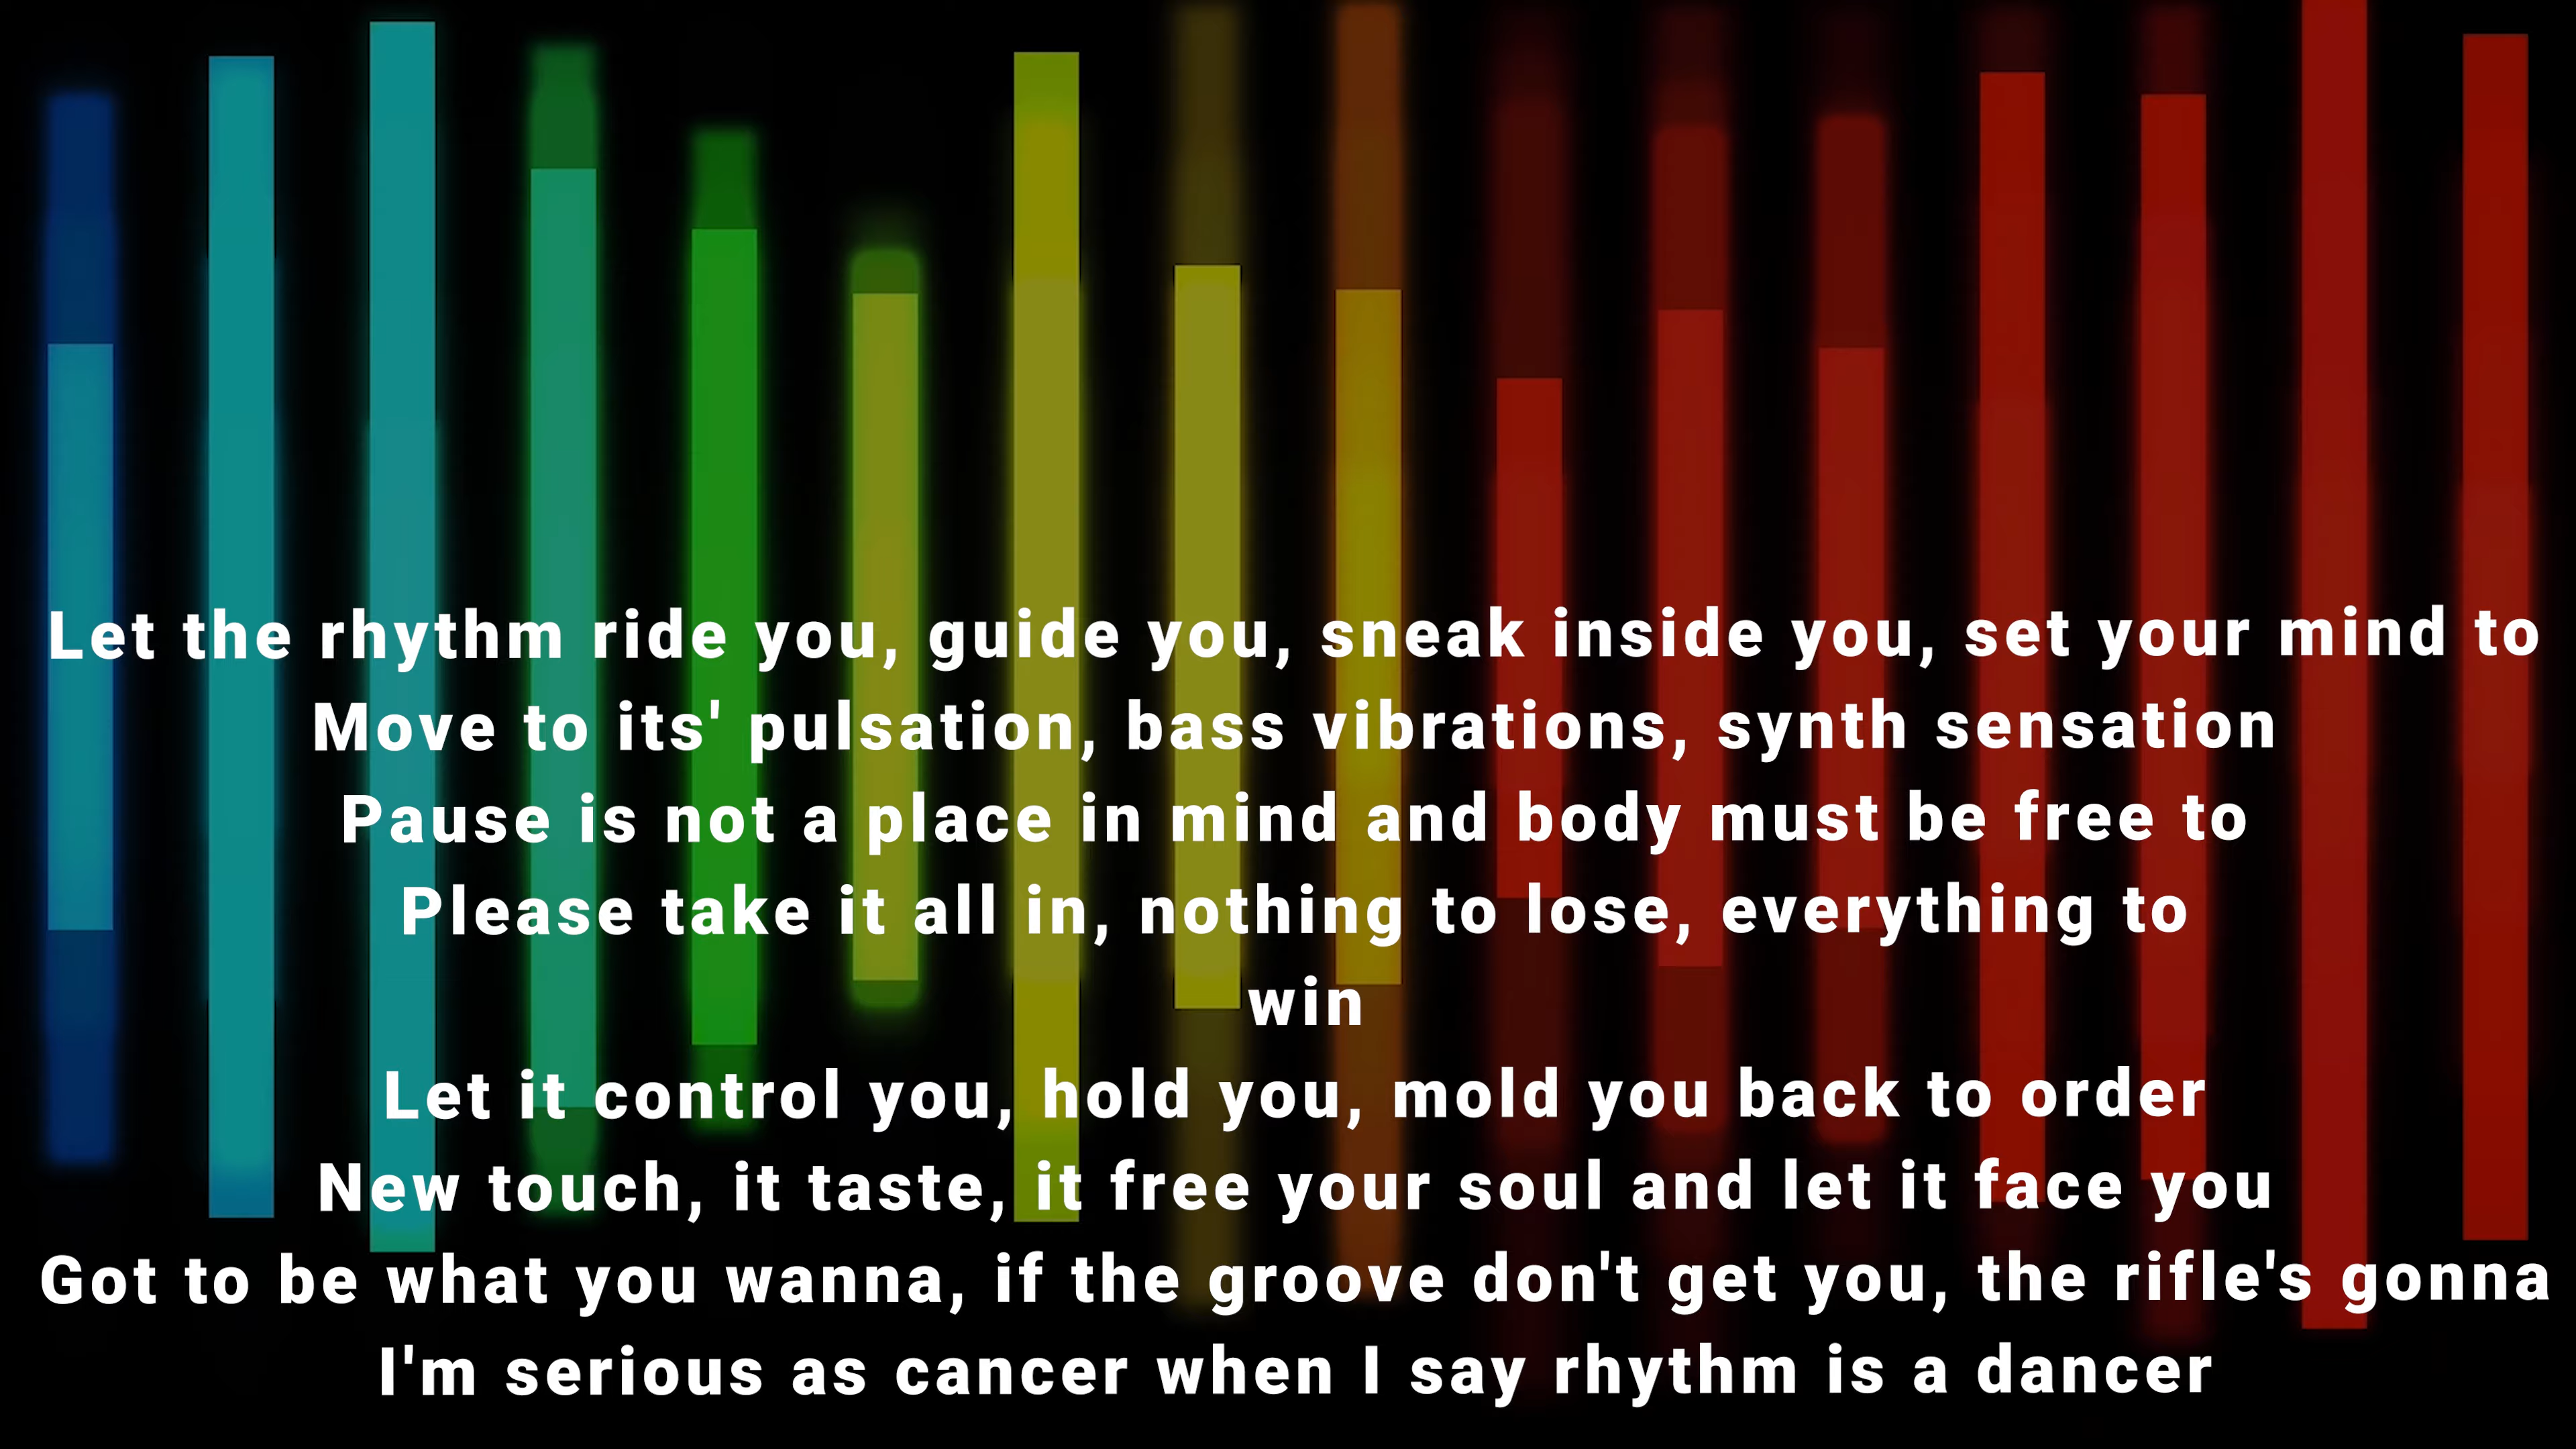 Let the rhythm ride you, guide you, sneak inside you, set your mind to
Move to its' pulsation, bass vibrations, synth sensation
Pause is not a place in mind and body must be free to
Please take it all in, nothing to lose, everything to
win
Let it control you, hold you, mold you back to order
New touch, it taste, it free your soul and let it face you
Got to be what you wanna, if the groove don't get you, the rifle's gonna
I'm serious as cancer when I say rhythm is a dancer